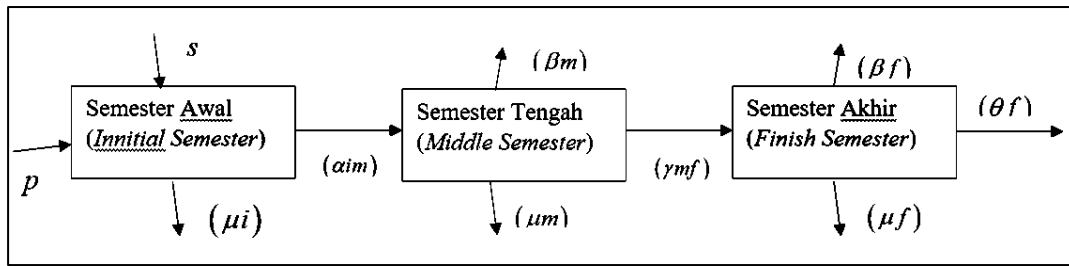 s
(βm)
(βf)
Semester Awal
(Innitial Semester)
Semester Tengah
(Middle Semester)
Semester Akhir
(Finish Semester)
(θf)
p
(αim)
(γmf)
(μi)
(μm)
(μf)